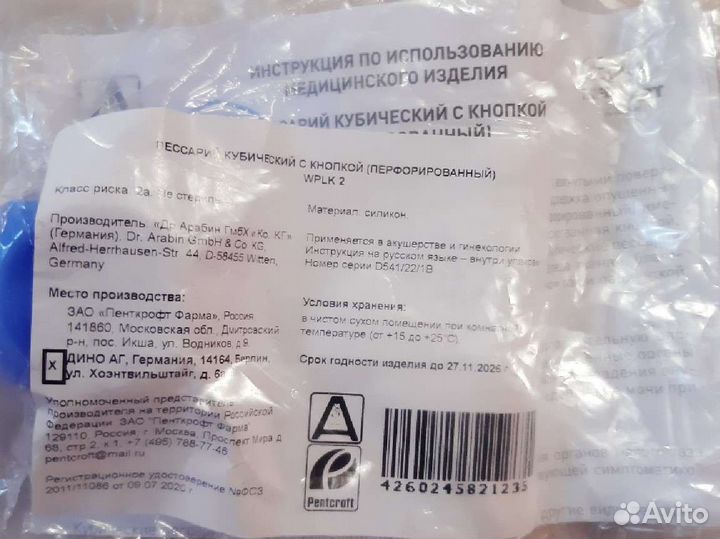 ИНСТРУКЦИЯ ПО ИСПОЛЬЗОВАНИЮ
МЕДИЦИНСКОГО ИЗДЕЛИЯ
КУБИЧЕСКИЙ С КНОПКОЙ
ПЕССАРИЙ КУБИЧЕСКИЙ С КНОПКОЙ (ПЕРФОРИРОВАННЫЙ)
WPLK 2
Класс риска 2а. Не
Материал: силикон.
Производитель: «Др. Арабин ГмбХ и Ко. КГ»
(Германия). Dr. Arabin GmbH & Co KG,
Alfred-Herrhausen-Str 44, D-58455 Witten,
Germany
Применяется в акушерстве и гинекологии
Инструкция на русском языке – внутри
Номер серии D541/22/1B
Место производства:
ЗАО «Пенткрофт Фарма», Россия
141860, Московская обл., Дмитровский
р-н, пос. Икша, ул. Водников, д.9.
X ДИНО АГ, Германия, 14164, Берлин,
ул. Хоэнтвильштайг, д.
Условия хранения:
в чистом сухом помещении при
температуре (от +15 до +25°C).
Срок годности изделия до 27.11.2026 г.
Уполномоченный представитель
Производителя на территории Российской
Федерации ЗАО "Пенткрофт Фарма"
129110, Россия, г. Москва, Проспект Мира д
68, стр.2, к 1, +7 (495) 788-77-46
pentcroft@mail.ru
Регистрационное удостоверение №ФСЗ
2011/11086 от 09.07.2020 г.
A
Pentcroft
4260245821235
другие
Avito